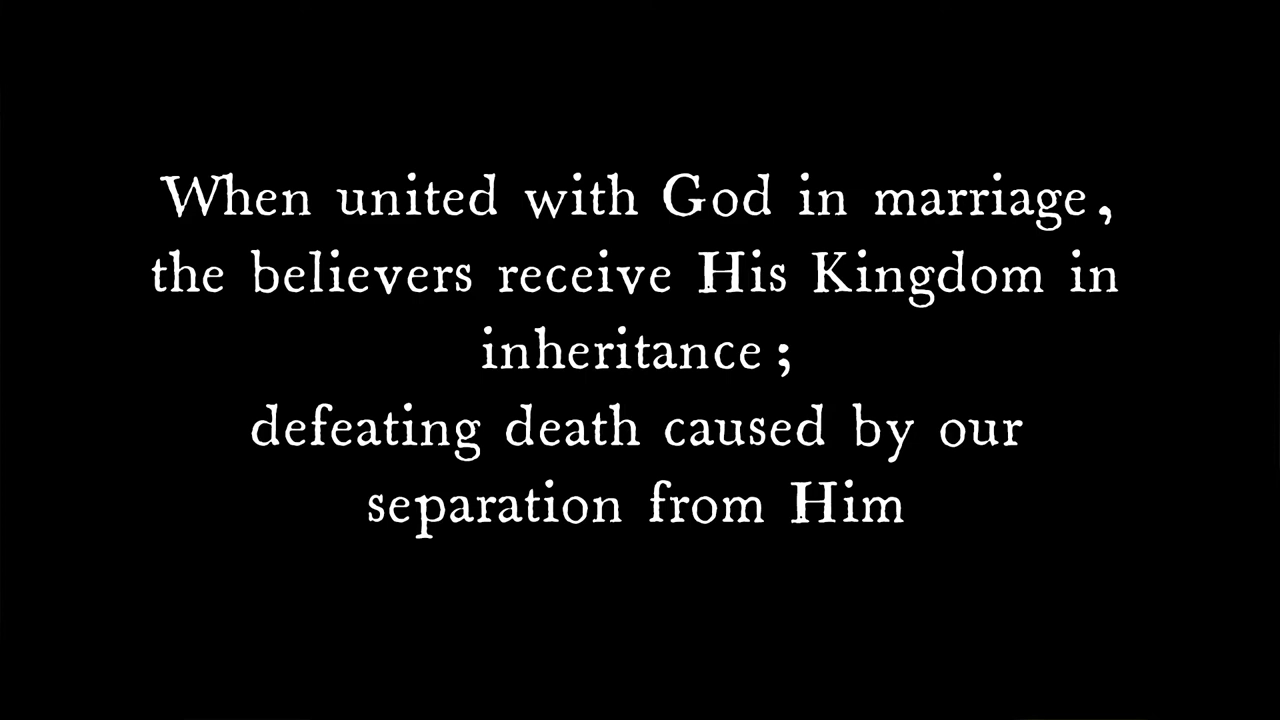 When united with God in marriage,
the believers receive His Kingdom in
inheritance;
defeating death caused by our
separation from Him